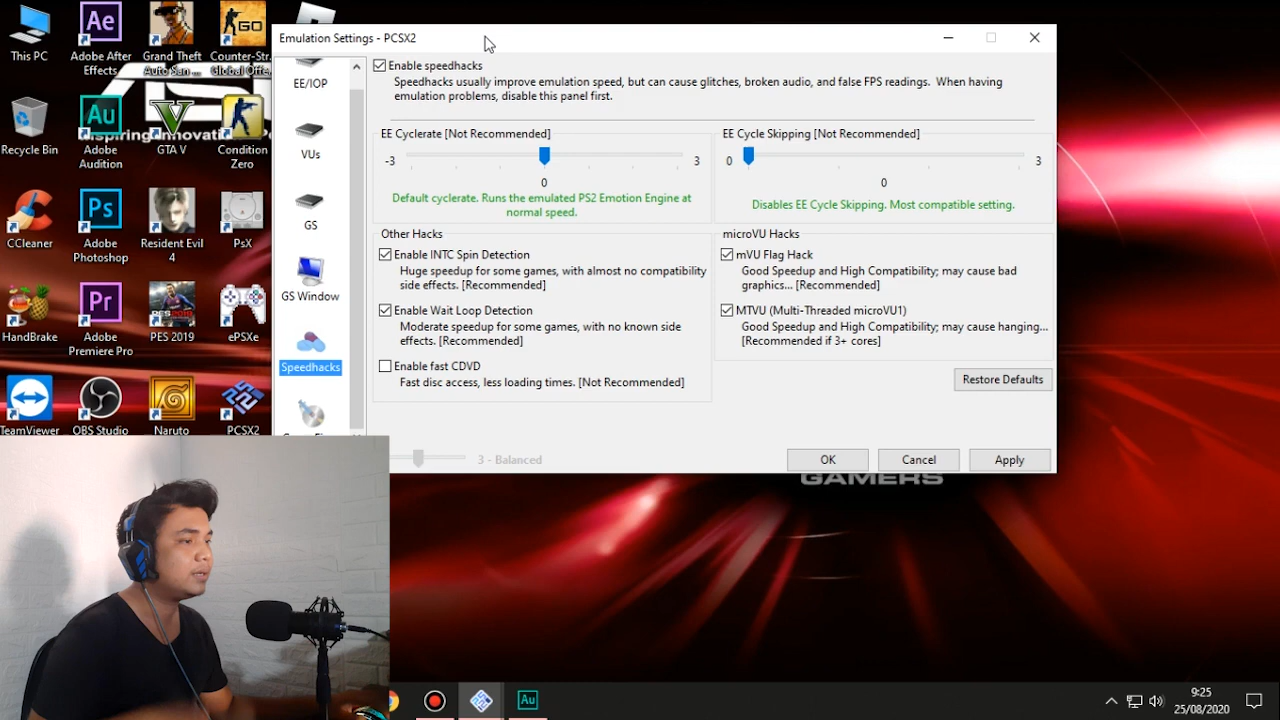 This PC
Adobe After
Effects
Grand Theft
Auto San ...
Counter-Str...
Global Offe...
Recycle Bin
Adobe
Audition
GTA V
Condition
Zero
CCleaner
Adobe
Photoshop
Resident Evil
4
PsX
HandBrake
Adobe
Premiere Pro
PES 2019
ePSXe
TeamViewer
OBS Studio
Naruto
PCSX2
Ae
GO
Au
Ps
Pr
Emulation Settings - PCSX2
EE/IOP
VUs
GS
GS Window
Speedhacks
Enable speedhacks
Speedhacks usually improve emulation speed, but can cause glitches, broken audio, and false FPS readings. When having
emulation problems, disable this panel first.
EE Cyclerate [Not Recommended]
-3
3
0
Default cyclerate. Runs the emulated PS2 Emotion Engine at
normal speed.
EE Cycle Skipping [Not Recommended]
0
3
0
Disables EE Cycle Skipping. Most compatible setting.
Other Hacks
Enable INTC Spin Detection
Huge speedup for some games, with almost no compatibility
side effects. [Recommended]
Enable Wait Loop Detection
Moderate speedup for some games, with no known side
effects. [Recommended]
Enable fast CDVD
Fast disc access, less loading times. [Not Recommended]
microVU Hacks
mVU Flag Hack
Good Speedup and High Compatibility; may cause bad
graphics... [Recommended]
MTVU (Multi-Threaded microVU1)
Good Speedup and High Compatibility; may cause hanging...
[Recommended if 3+ cores]
Restore Defaults
3 - Balanced
OK
Cancel
Apply
GAMERS
Au
9:25
25/08/2020